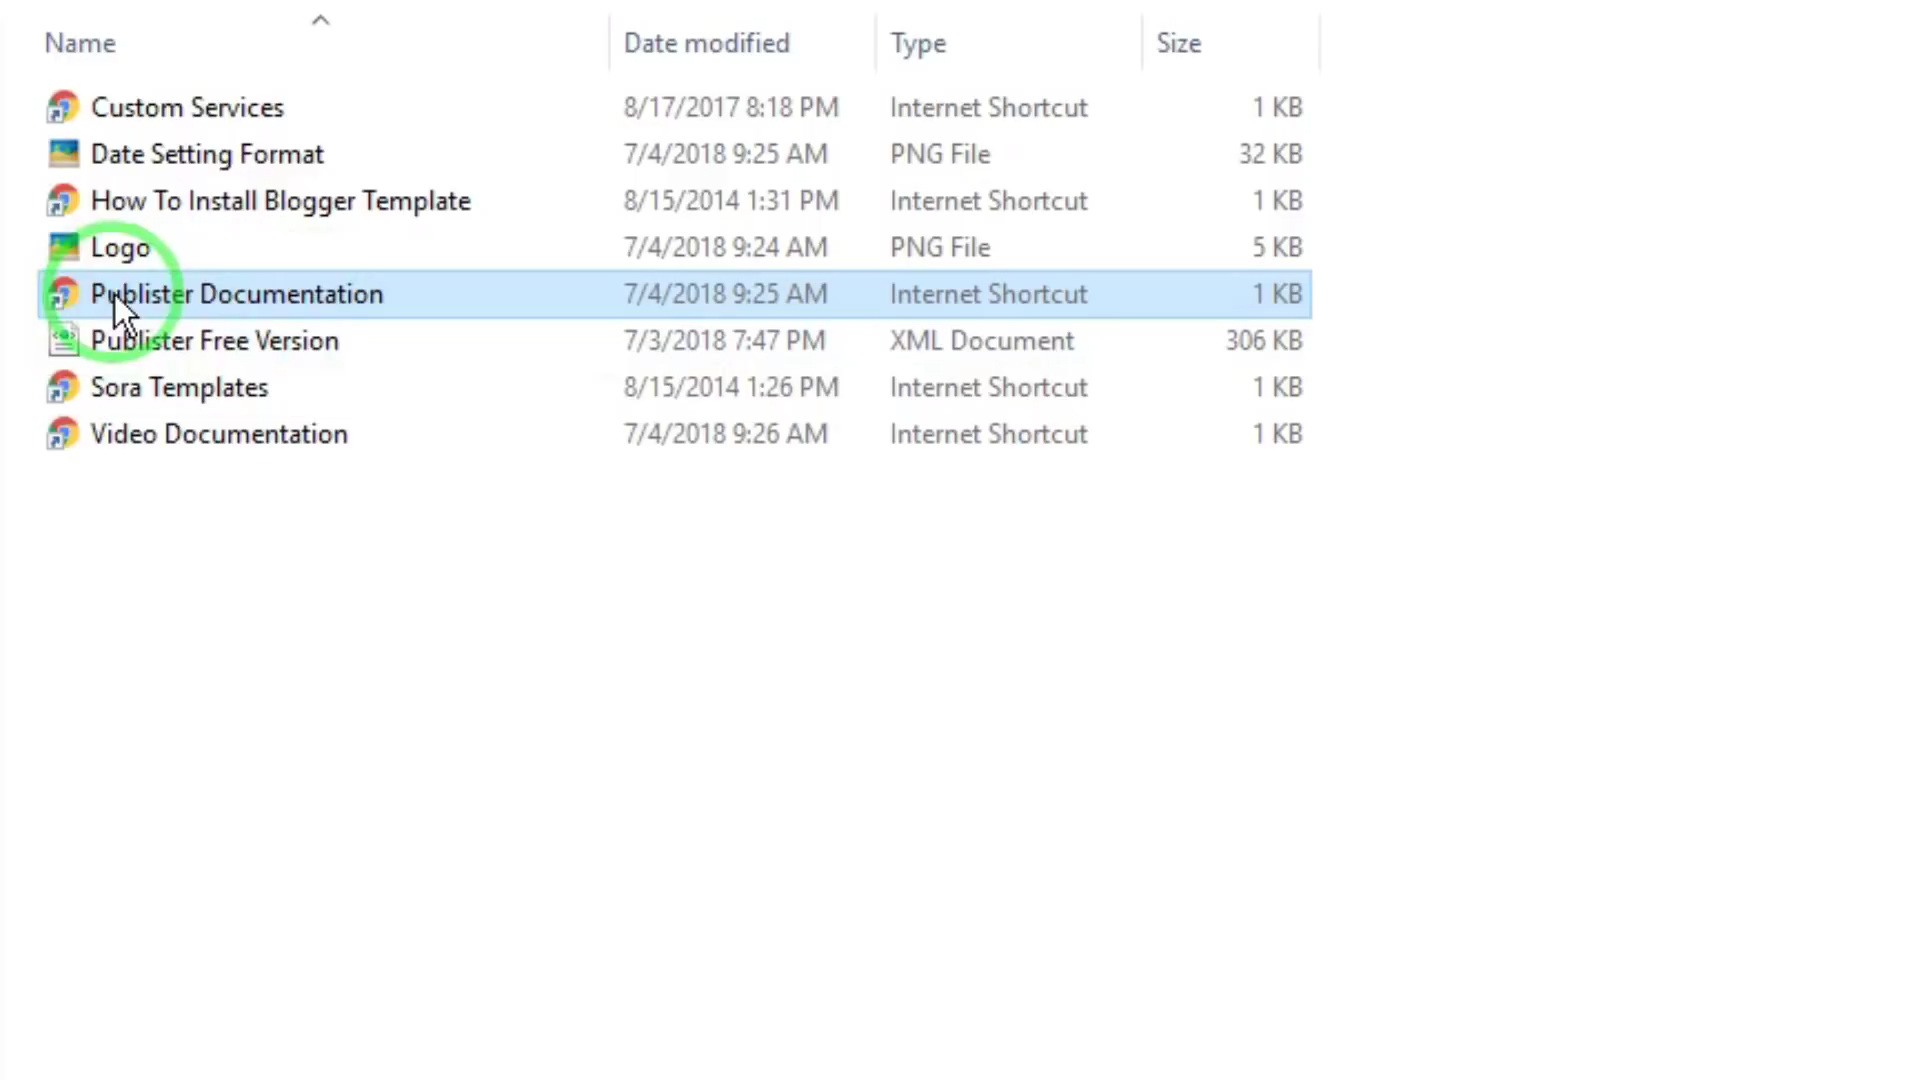 Name Date modified Type Size
Custom Services 8/17/2017 8:18 PM Internet Shortcut 1 KB
Date Setting Format 7/4/2018 9:25 AM PNG File 32 KB
How To Install Blogger Template 8/15/2014 1:31 PM Internet Shortcut 1 KB
Logo 7/4/2018 9:24 AM PNG File 5 KB
Publister Documentation 7/4/2018 9:25 AM Internet Shortcut 1 KB
Publister Free Version 7/3/2018 7:47 PM XML Document 306 KB
Sora Templates 8/15/2014 1:26 PM Internet Shortcut 1 KB
Video Documentation 7/4/2018 9:26 AM Internet Shortcut 1 KB